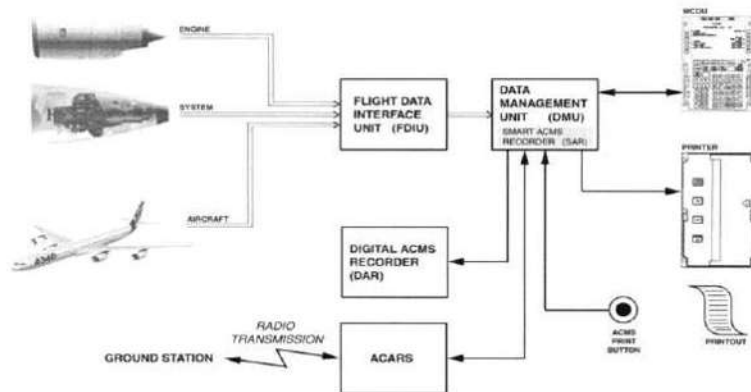 MCDU
ENGINE
SYSTEM
AIRCRAFT
FLIGHT DATA
INTERFACE
UNIT (FDIU)
DATA
MANAGEMENT
UNIT (DMU)
SMART ACMS
RECORDER (SAR)
PRINTER
DIGITAL ACMS
RECORDER
(DAR)
RADIO
TRANSMISSION
GROUND STATION
ACARS
ACMS
PRINT
BUTTON
PRINTOUT